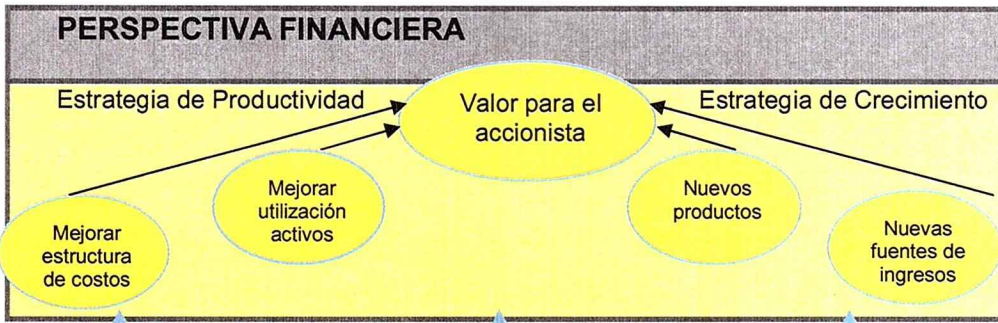 PERSPECTIVA FINANCIERA
Estrategia de Productividad
Valor para el
accionista
Estrategia de Crecimiento
Mejorar
utilización
activos
Nuevos
productos
Mejorar
estructura
de costos
Nuevas
fuentes de
ingresos